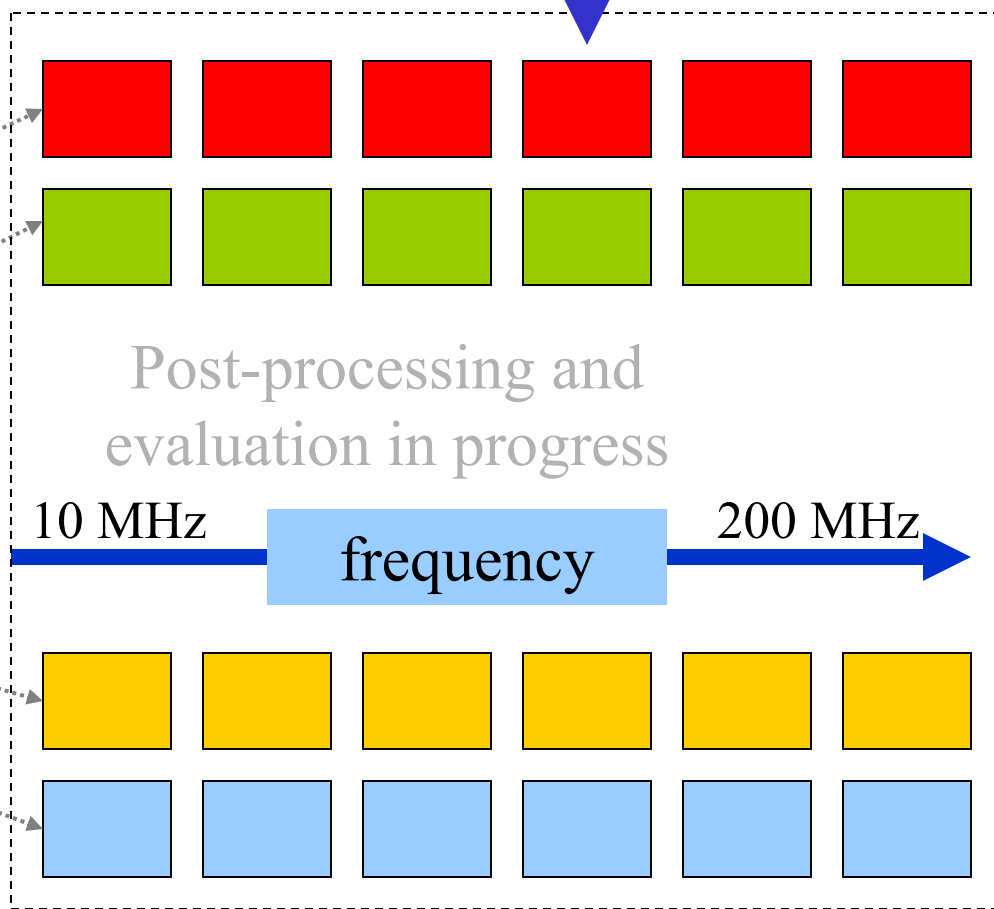 Post-processing and
evaluation in progress
10 MHz
200 MHz
frequency